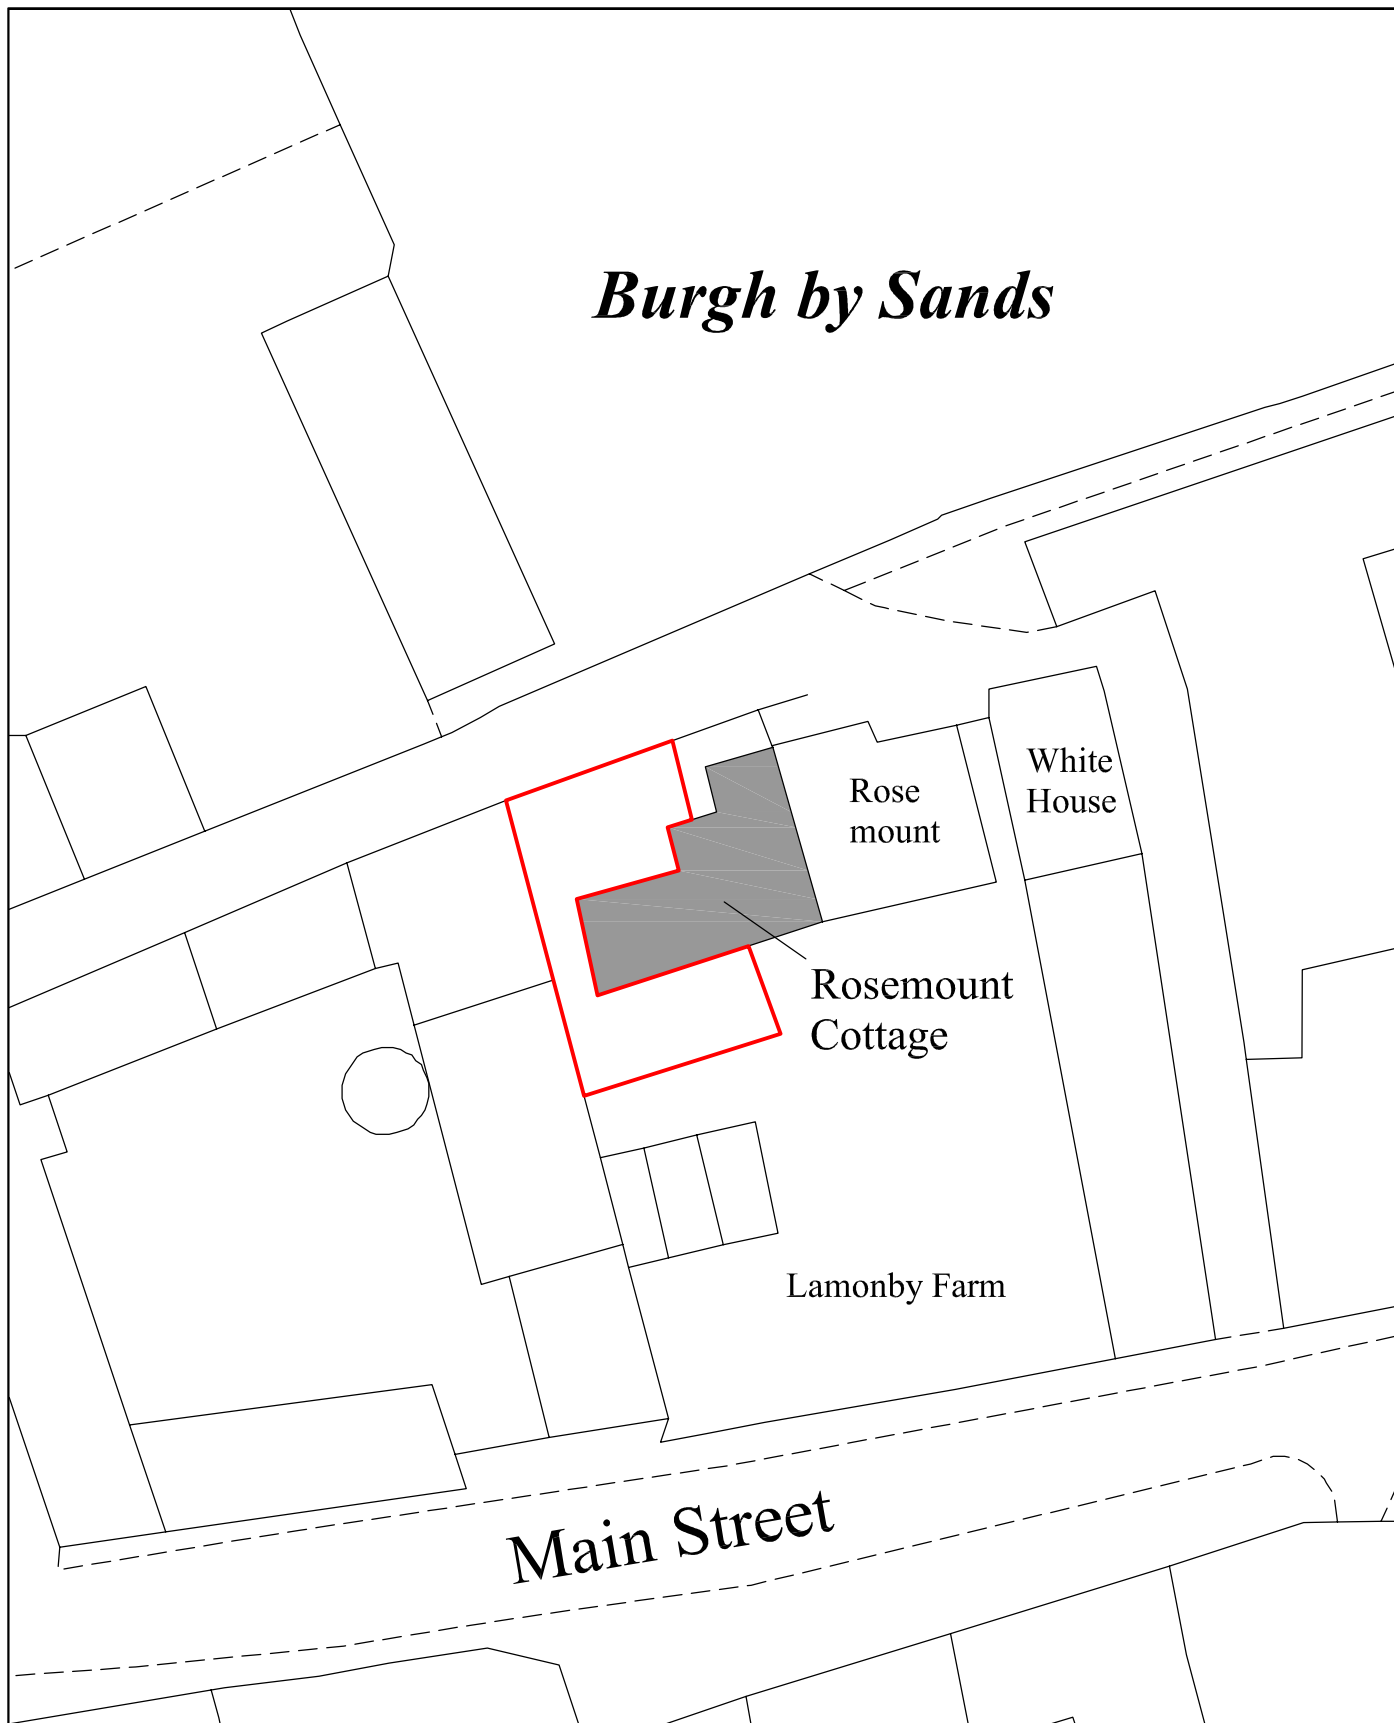 Burgh by Sands
White
House
Rose
mount
Rosemount
Cottage
Lamonby Farm
Main Street